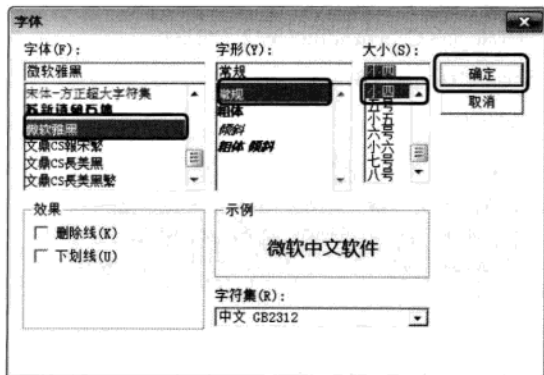 字体
字体(F):
微软雅黑
宋体-方正超大字符集
微软雅黑
文鼎CS報宋繁
文鼎CS長美黑
文鼎CS長美黑繁
字形(Y):
常规
常规
粗体
倾斜
粗体 倾斜
大小(S):
小四
小四
五号
小五
六号
小六
七号
八号
确定
取消
效果
删除线(K)
下划线(U)
示例
微软中文软件
字符集(R):
中文 GB2312